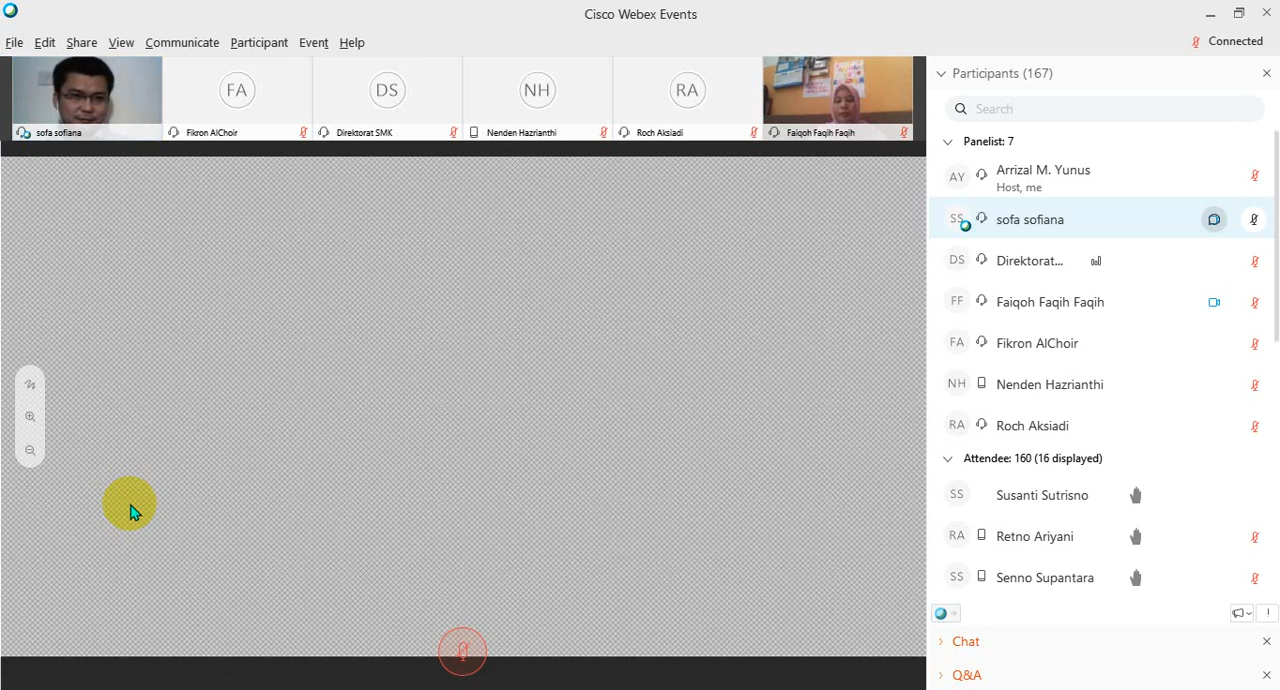 Cisco Webex Events
File Edit Share View Communicate Participant Event Help
Connected
sofa sofiana
FA
Fikron AlChoir
DS
Direktorat SMK
NH
Nenden Hazrianthi
RA
Roch Aksiadi
Faiqoh Faqih Faqih
Participants (167)
Search
Panelist: 7
AY Arrizal M. Yunus
Host, me
SS sofa sofiana
DS Direktorat...
FF Faiqoh Faqih Faqih
FA Fikron AlChoir
NH Nenden Hazrianthi
RA Roch Aksiadi
Attendee: 160 (16 displayed)
SS Susanti Sutrisno
RA Retno Ariyani
SS Senno Supantara
Chat
Q&A